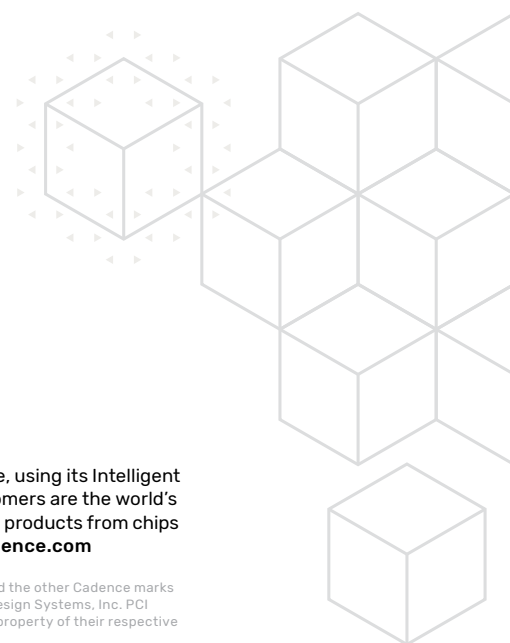 e, using its Intelligent
omers are the world's
products from chips
ence.com
d the other Cadence marks
esign Systems, Inc. PCI
property of their respective